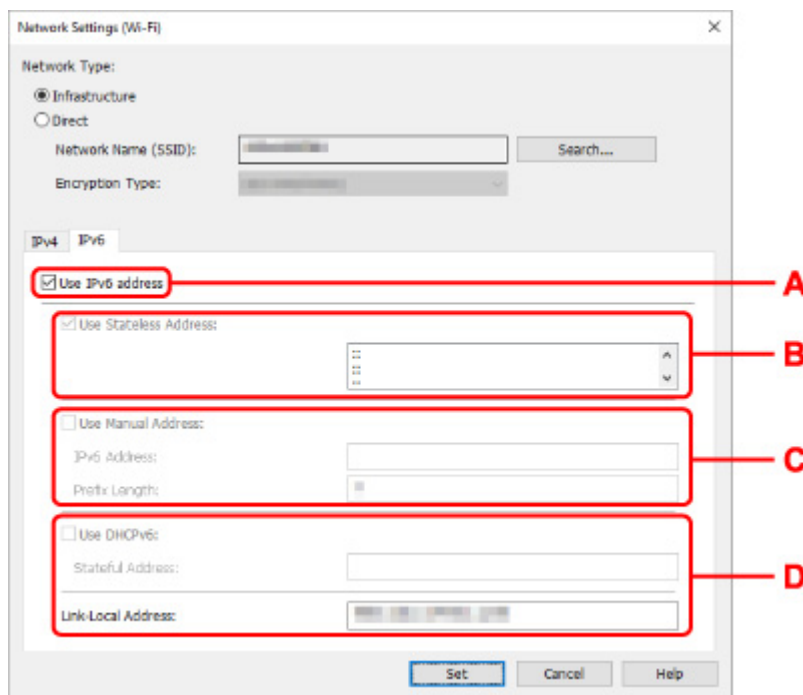 Network Settings (Wi-Fi)
Network Type:
Infrastructure
Direct
Network Name (SSID):
Search...
Encryption Type:
IPv4 IPv6
Use IPv6 address
A
Use Stateless Address:
::
::
::
B
Use Manual Address:
IPv6 Address:
Prefix Length:
C
Use DHCPv6:
Stateful Address:
D
Link-Local Address:
Set Cancel Help